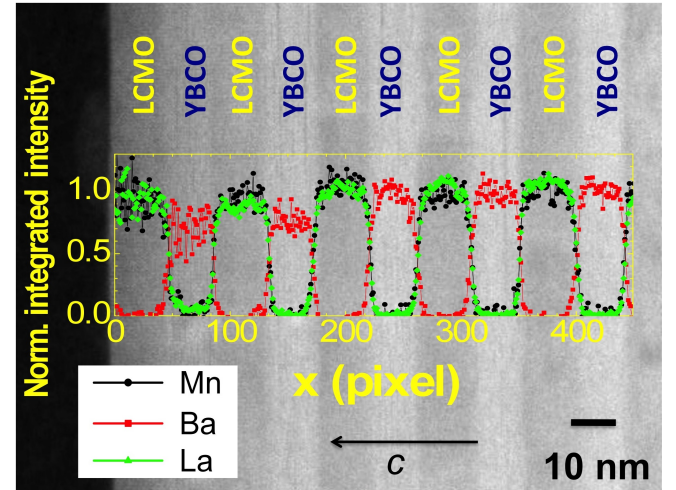 LCMO YBCO LCMO YBCO LCMO YBCO LCMO YBCO LCMO YBCO
Norm. integrated intensity
1.0
0.5
0.0
0 100 200 300 400
x (pixel)
Mn
Ba
La
c
10 nm